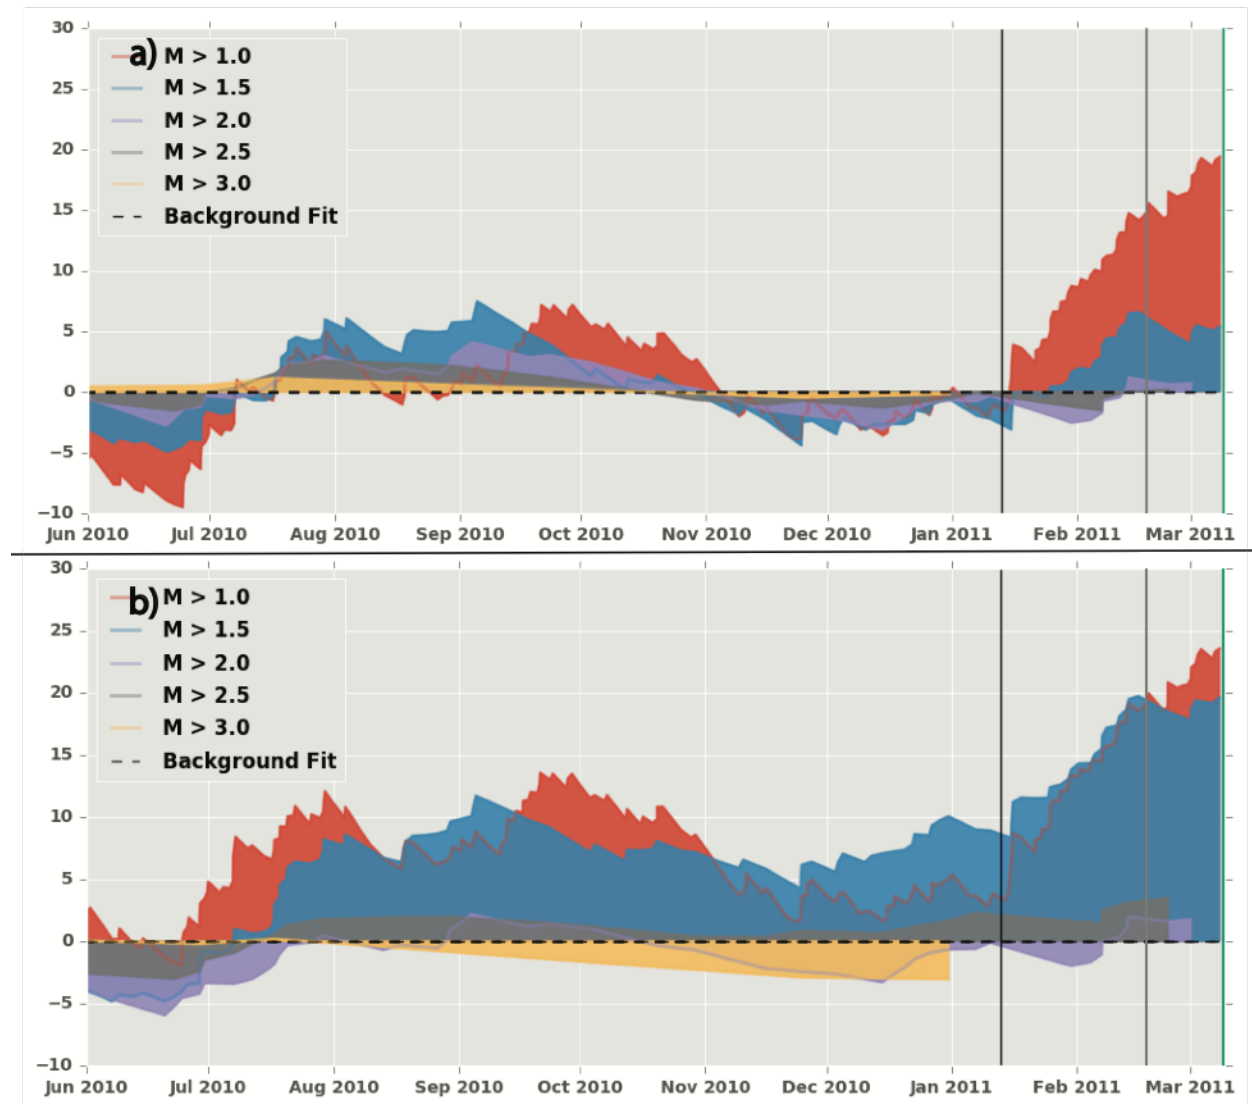 30
a) M > 1.0
25
M > 1.5
M > 2.0
20
M > 2.5
M > 3.0
15
Background Fit
10
5
0
−5
−10
Jun 2010 Jul 2010 Aug 2010 Sep 2010 Oct 2010 Nov 2010 Dec 2010 Jan 2011 Feb 2011 Mar 2011
30
b) M > 1.0
25
M > 1.5
M > 2.0
20
M > 2.5
M > 3.0
15
Background Fit
10
5
0
−5
−10
Jun 2010 Jul 2010 Aug 2010 Sep 2010 Oct 2010 Nov 2010 Dec 2010 Jan 2011 Feb 2011 Mar 2011